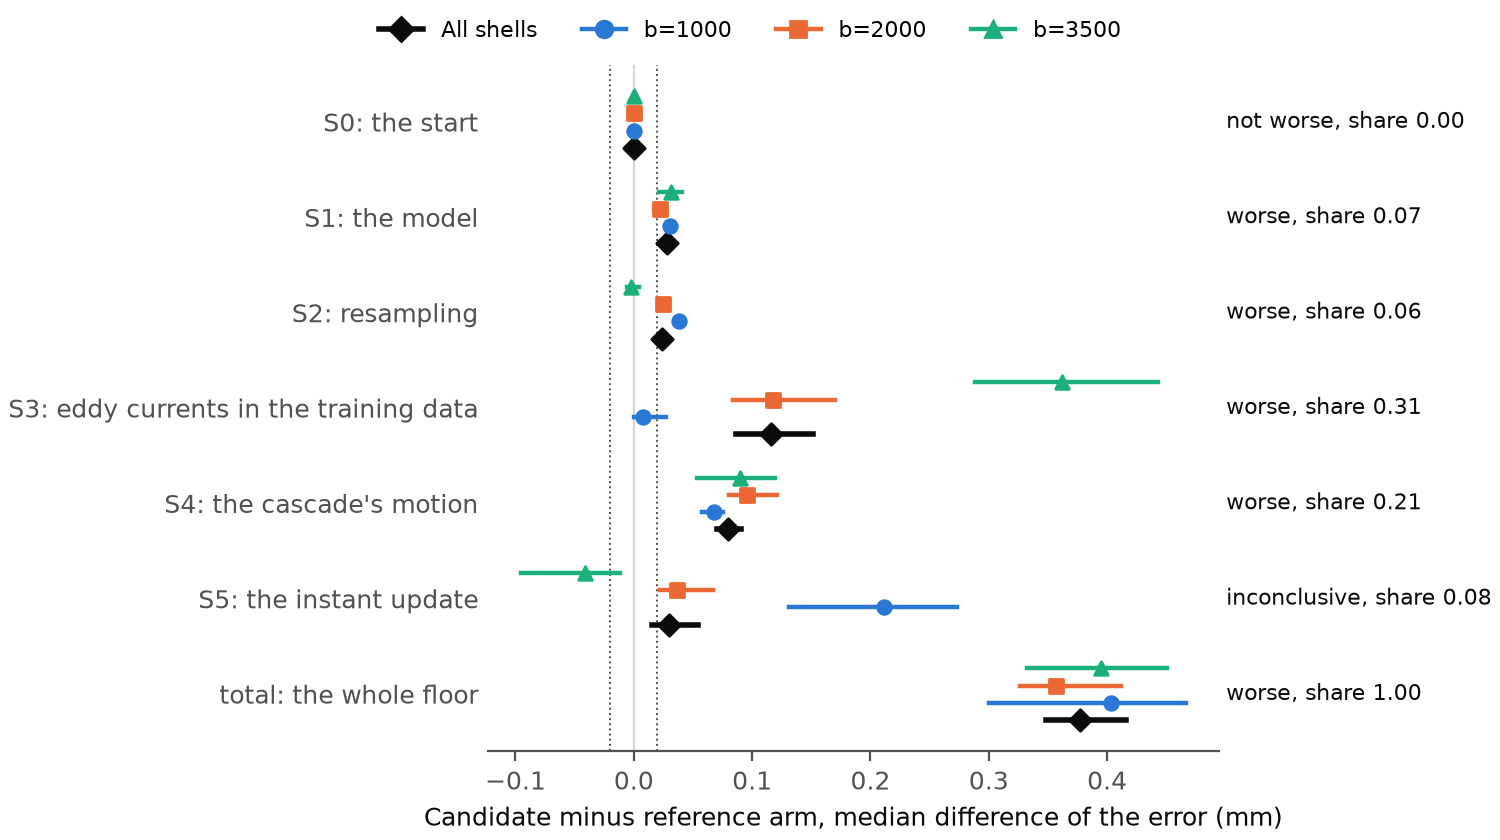 All shells b=1000 b=2000 b=3500
S0: the start not worse, share 0.00
S1: the model worse, share 0.07
S2: resampling worse, share 0.06
S3: eddy currents in the training data worse, share 0.31
S4: the cascade's motion worse, share 0.21
S5: the instant update inconclusive, share 0.08
total: the whole floor worse, share 1.00
−0.1 0.0 0.1 0.2 0.3 0.4
Candidate minus reference arm, median difference of the error (mm)